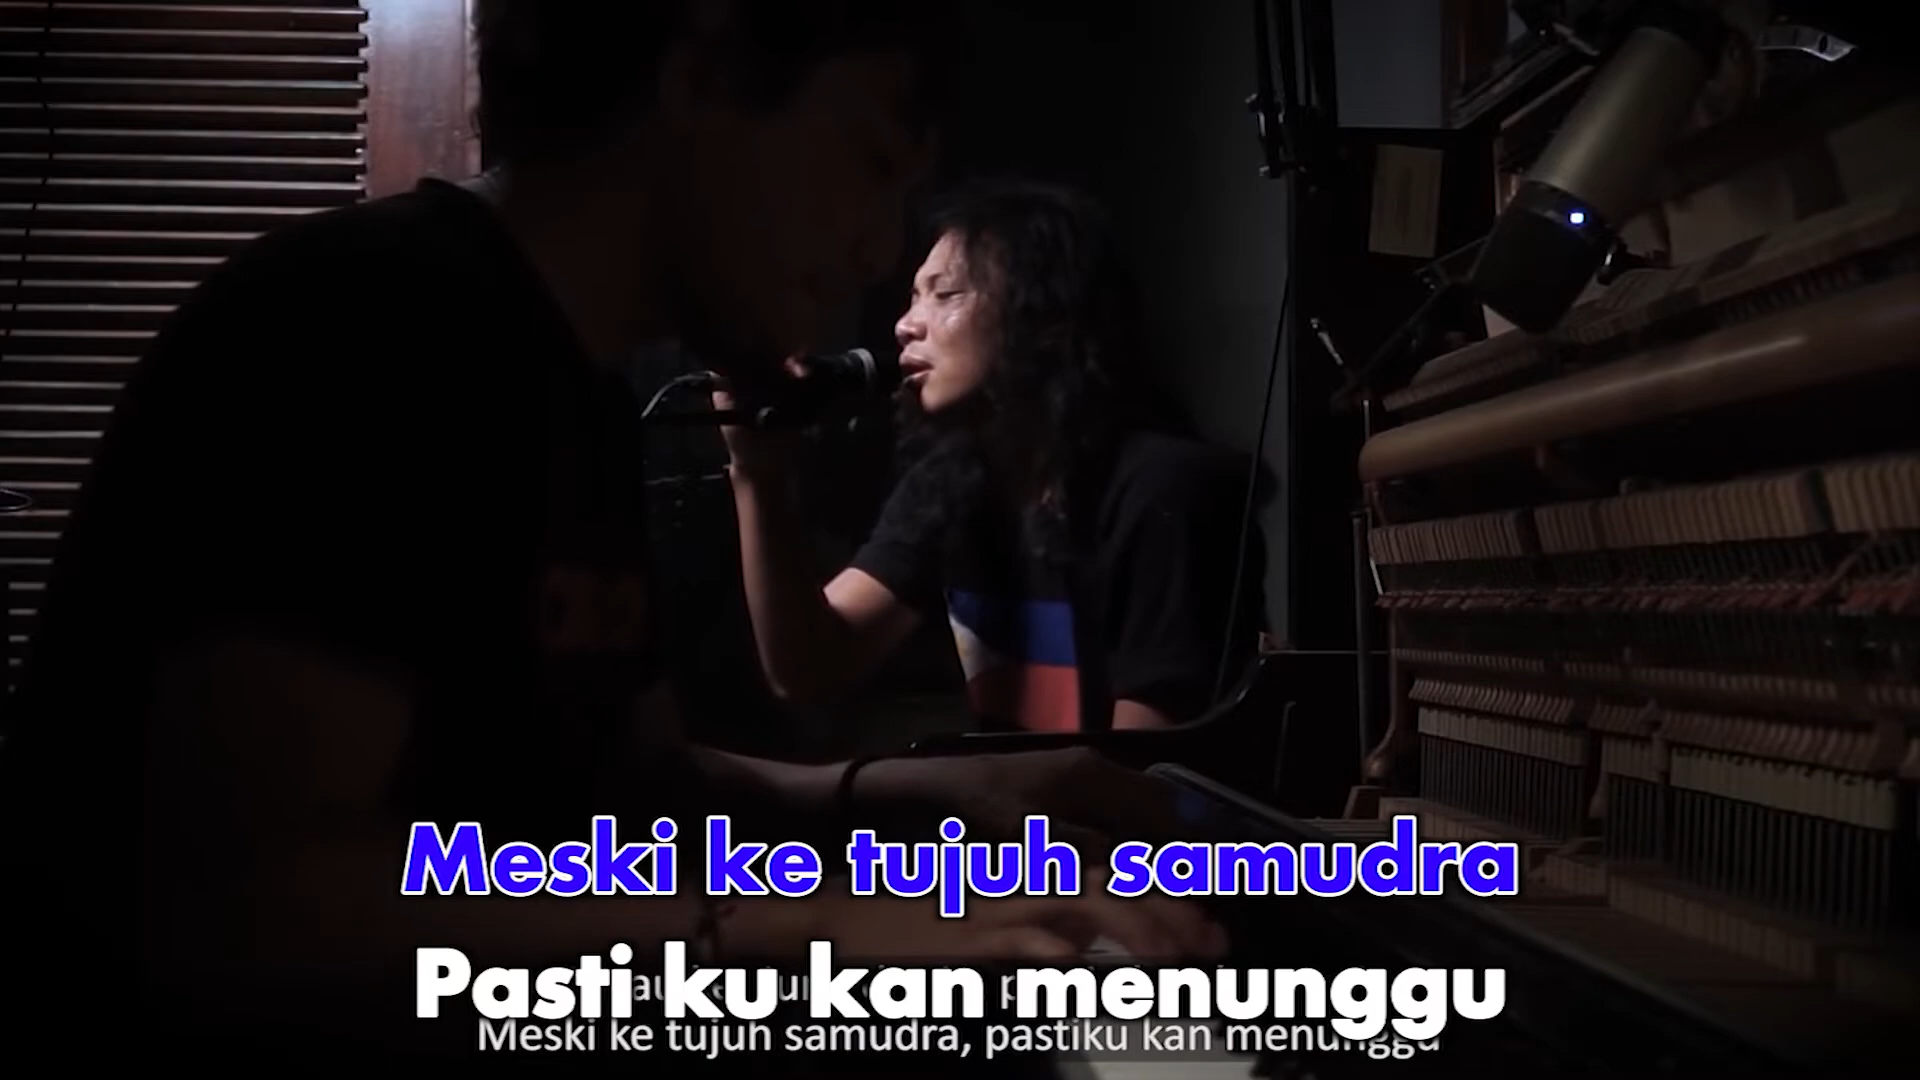 Meski ke tujuh samudra
Pasti ku kan menunggu
Meski ke tujuh samudra, pastiku kan menunggu